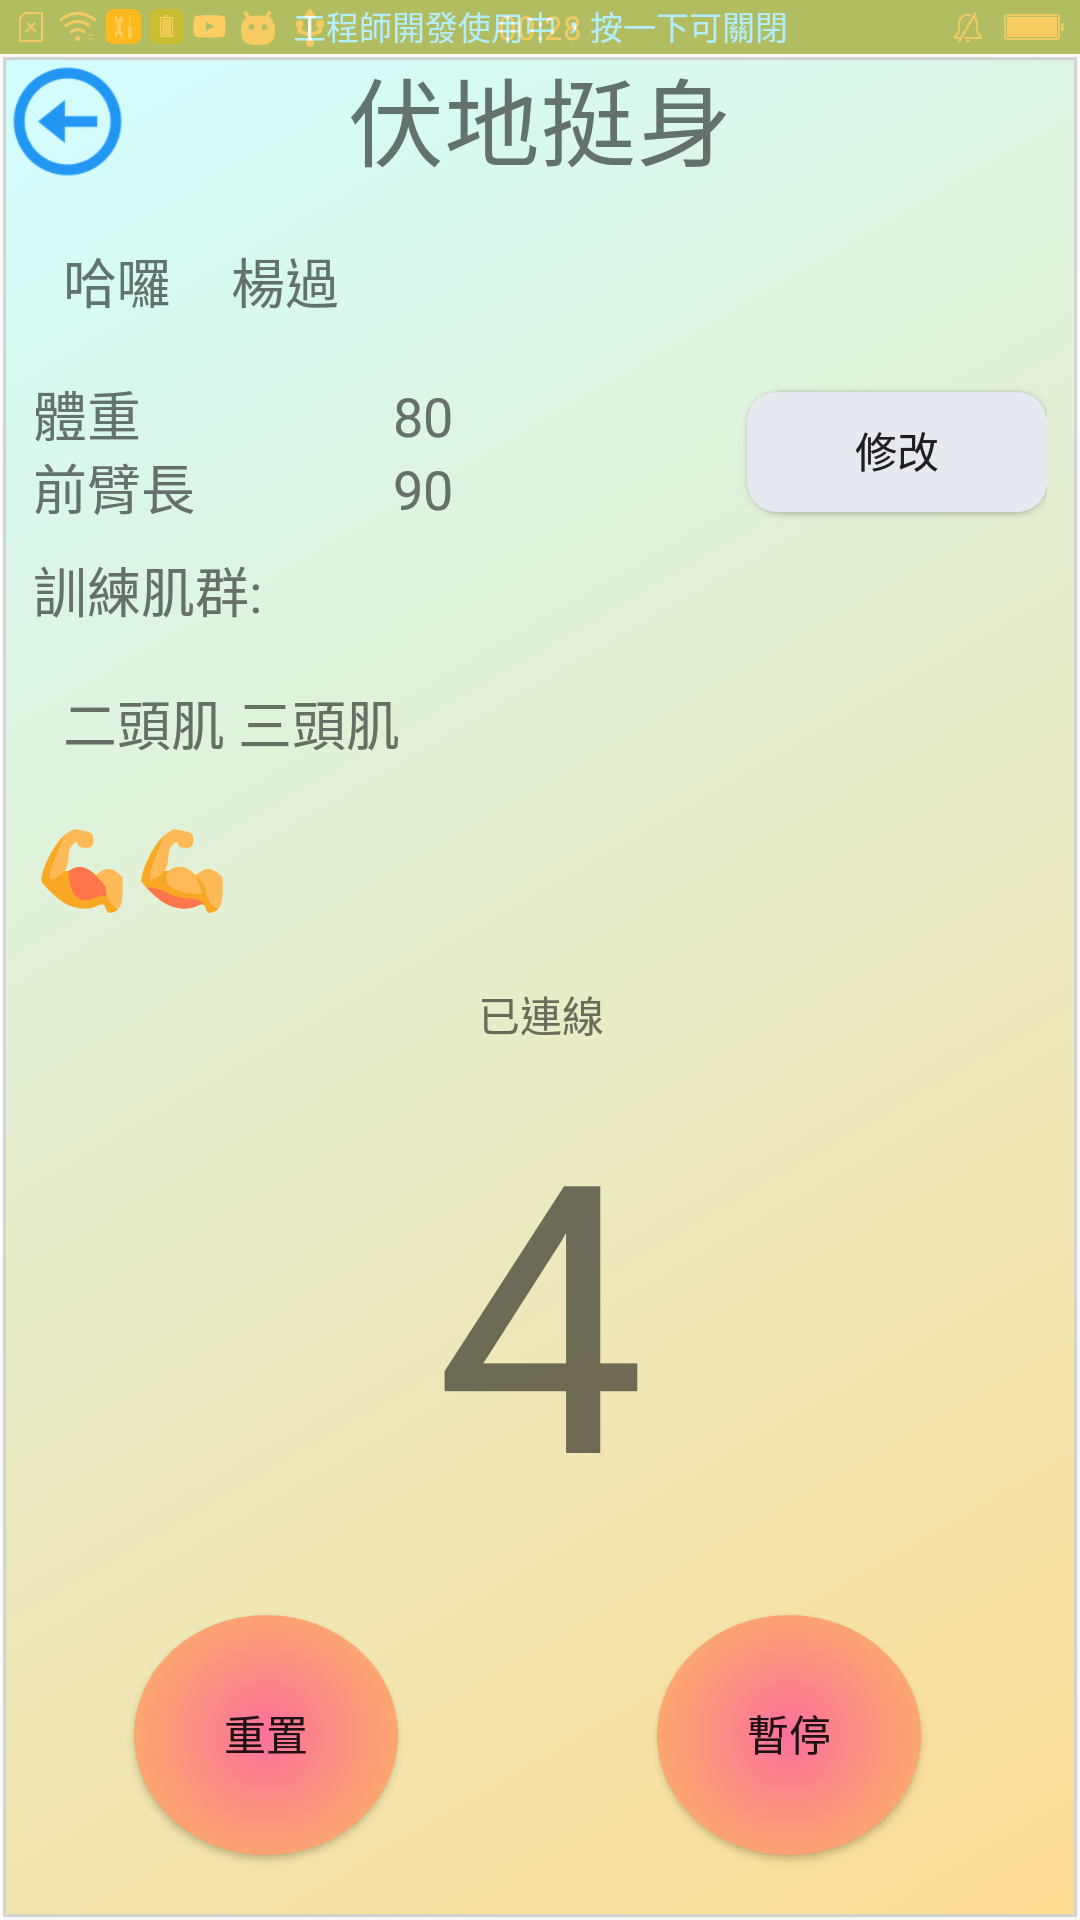 工程師開發使用中，按一下可關閉
伏地挺身
哈囉 楊過
體重 80
修改
前臂長 90
訓練肌群:
二頭肌 三頭肌
已連線
4
重置 暫停